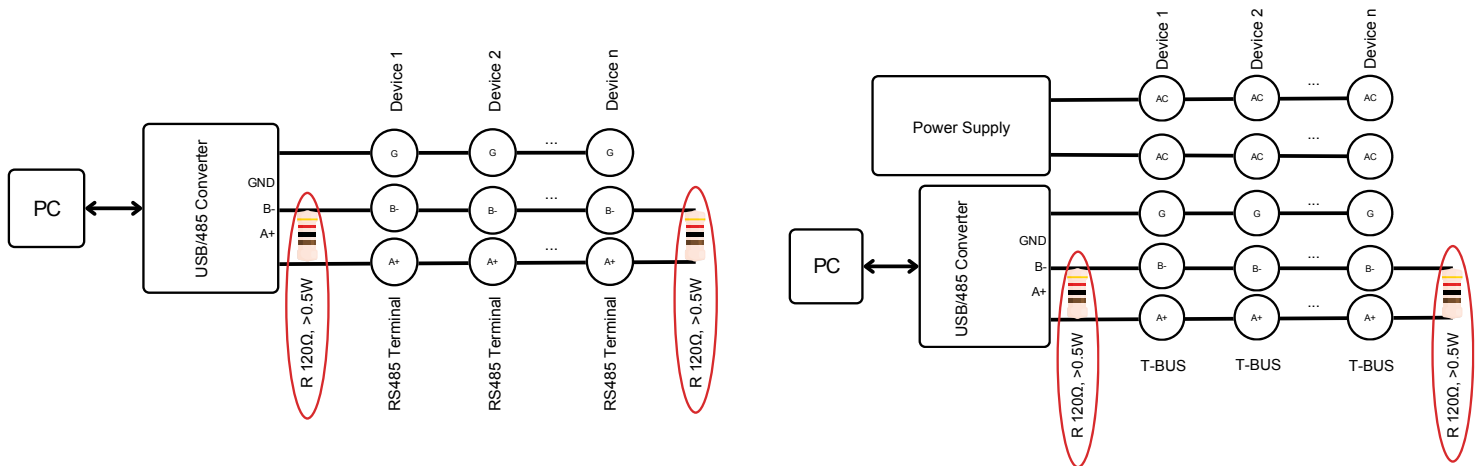 Device 1
Device 2
Device n
PC
USB/485 Converter
GND
B-
A+
G
G
...
G
B-
B-
...
B-
A+
A+
...
A+
R 120Ω, >0.5W
RS485 Terminal
RS485 Terminal
RS485 Terminal
R 120Ω, >0.5W
Device 1
Device 2
Device n
Power Supply
AC
AC
...
AC
AC
AC
...
AC
PC
USB/485 Converter
GND
B-
A+
G
G
...
G
B-
B-
...
B-
A+
A+
...
A+
R 120Ω, >0.5W
T-BUS
T-BUS
T-BUS
R 120Ω, >0.5W